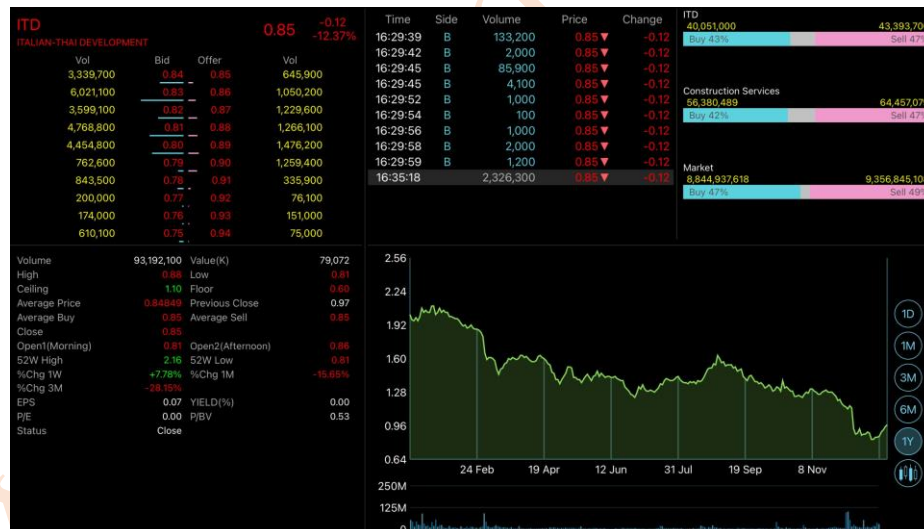 ITD 0.85 -0.12
ITALIAN-THAI DEVELOPMENT -12.37%
Vol Bid Offer Vol
3,339,700 0.84 0.85 645,900
6,021,100 0.83 0.86 1,050,200
3,599,100 0.82 0.87 1,229,600
4,768,800 0.81 0.88 1,266,100
4,454,800 0.80 0.89 1,476,200
762,600 0.79 0.90 1,259,400
843,500 0.78 0.91 335,900
200,000 0.77 0.92 76,100
174,000 0.76 0.93 151,000
610,100 0.75 0.94 75,000
Time Side Volume Price Change
16:29:39 B 133,200 0.85▼ -0.12
16:29:42 B 2,000 0.85▼ -0.12
16:29:45 B 85,900 0.85▼ -0.12
16:29:45 B 4,100 0.85▼ -0.12
16:29:52 B 1,000 0.85▼ -0.12
16:29:54 B 100 0.85▼ -0.12
16:29:56 B 1,000 0.85▼ -0.12
16:29:58 B 2,000 0.85▼ -0.12
16:29:59 B 1,200 0.85▼ -0.12
16:35:18 2,326,300 0.85▼ -0.12
ITD
40,051,000 43,393,70
Buy 43% Sell 47%
Construction Services
56,380,489 64,457,07
Buy 42% Sell 47%
Market
8,844,937,618 9,356,845,10
Buy 47% Sell 49%
Volume 93,192,100 Value(K) 79,072
High 0.88 Low 0.81
Ceiling 1.10 Floor 0.60
Average Price 0.84849 Previous Close 0.97
Average Buy 0.85 Average Sell 0.85
Close 0.85
Open1(Morning) 0.81 Open2(Afternoon) 0.86
52W High 2.16 52W Low 0.81
%Chg 1W +7.78% %Chg 1M -15.65%
%Chg 3M -28.15%
EPS 0.07 YIELD(%) 0.00
P/E 0.00 P/BV 0.53
Status Close
2.56
2.24
1.92
1.60
1.28
0.96
0.64
24 Feb 19 Apr 12 Jun 31 Jul 19 Sep 8 Nov
250M
125M
0
1D
1M
3M
6M
1Y